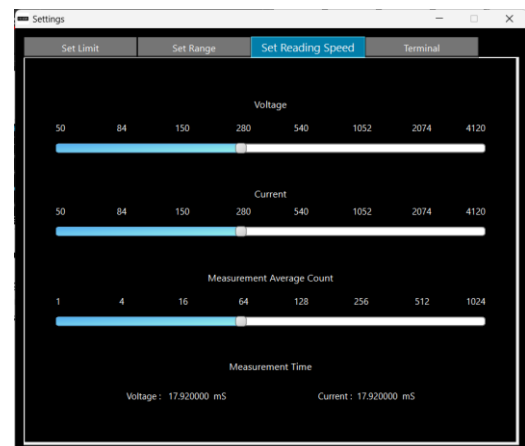 Settings
Set Limit Set Range Set Reading Speed Terminal
Voltage
50 84 150 280 540 1052 2074 4120
Current
50 84 150 280 540 1052 2074 4120
Measurement Average Count
1 4 16 64 128 256 512 1024
Measurement Time
Voltage : 17.920000 mS Current : 17.920000 mS